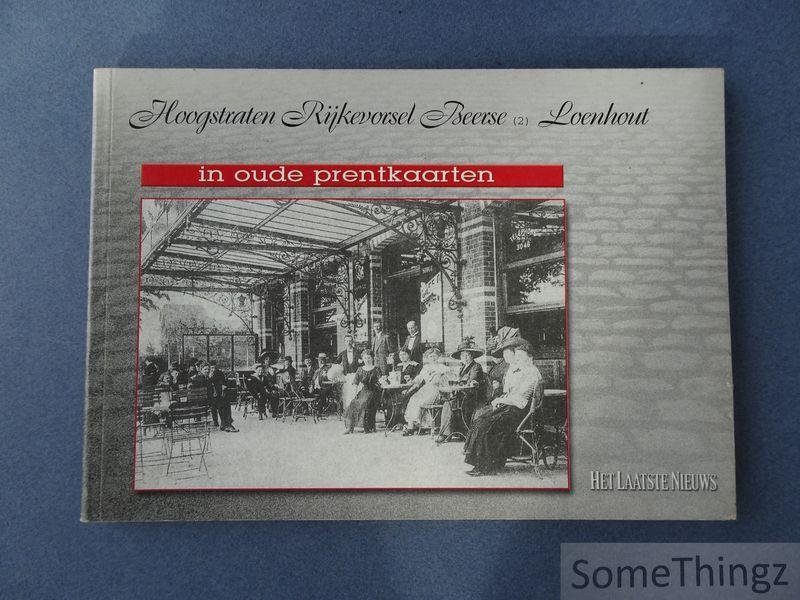 Hoogstraten Rijkevorsel Beerse (2) Loenhout
in oude prentkaarten
HET LAATSTE NIEUWS
SomeThingz